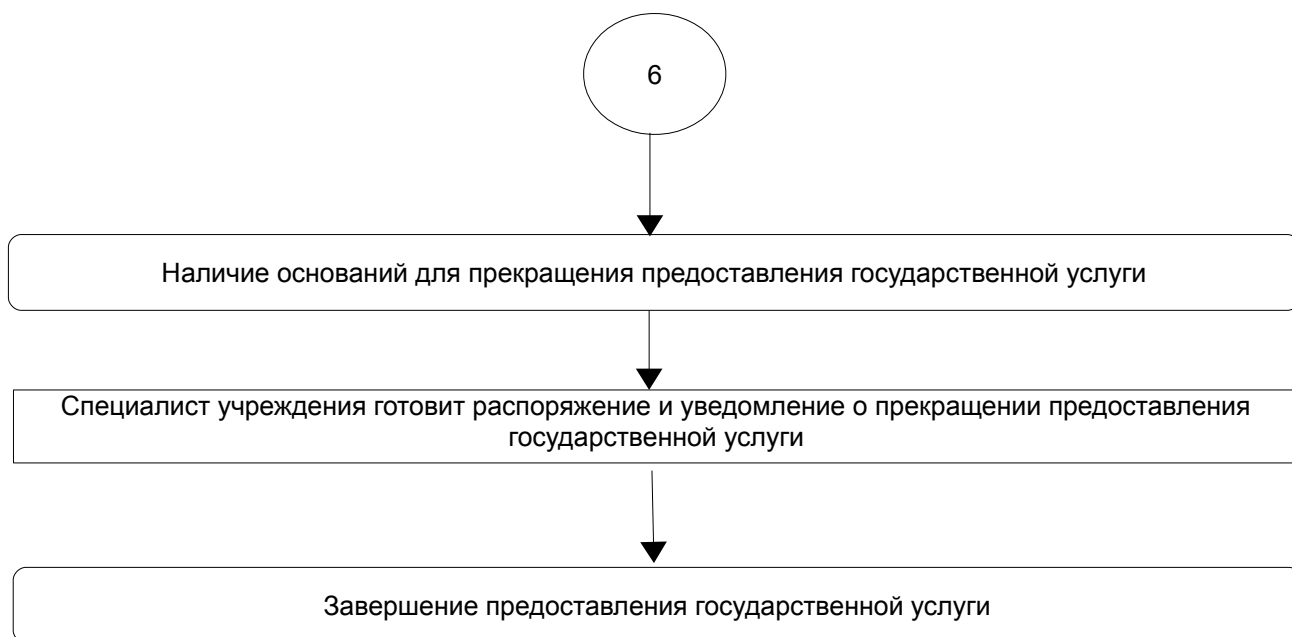 6
Наличие оснований для прекращения предоставления государственной услуги
Специалист учреждения готовит распоряжение и уведомление о прекращении предоставления
государственной услуги
Завершение предоставления государственной услуги